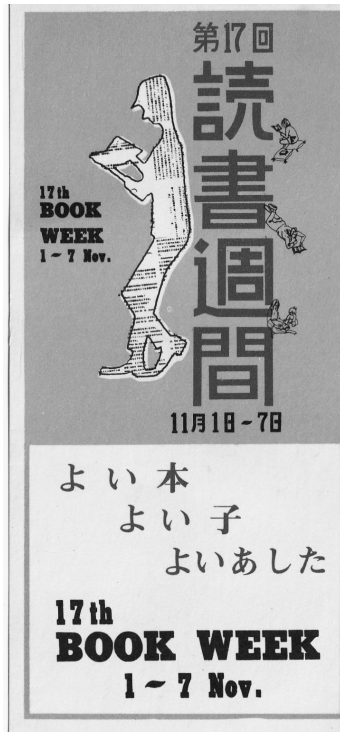 第17回
読書週間
17th
BOOK
WEEK
1~7 Nov.
11月1日~7日
よい本
よい子
よいあした
17th
BOOK WEEK
1~7 Nov.